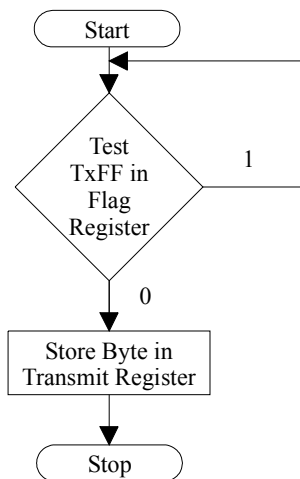 Start
Test
TxFF in
Flag
Register
1
0
Store Byte in
Transmit Register
Stop